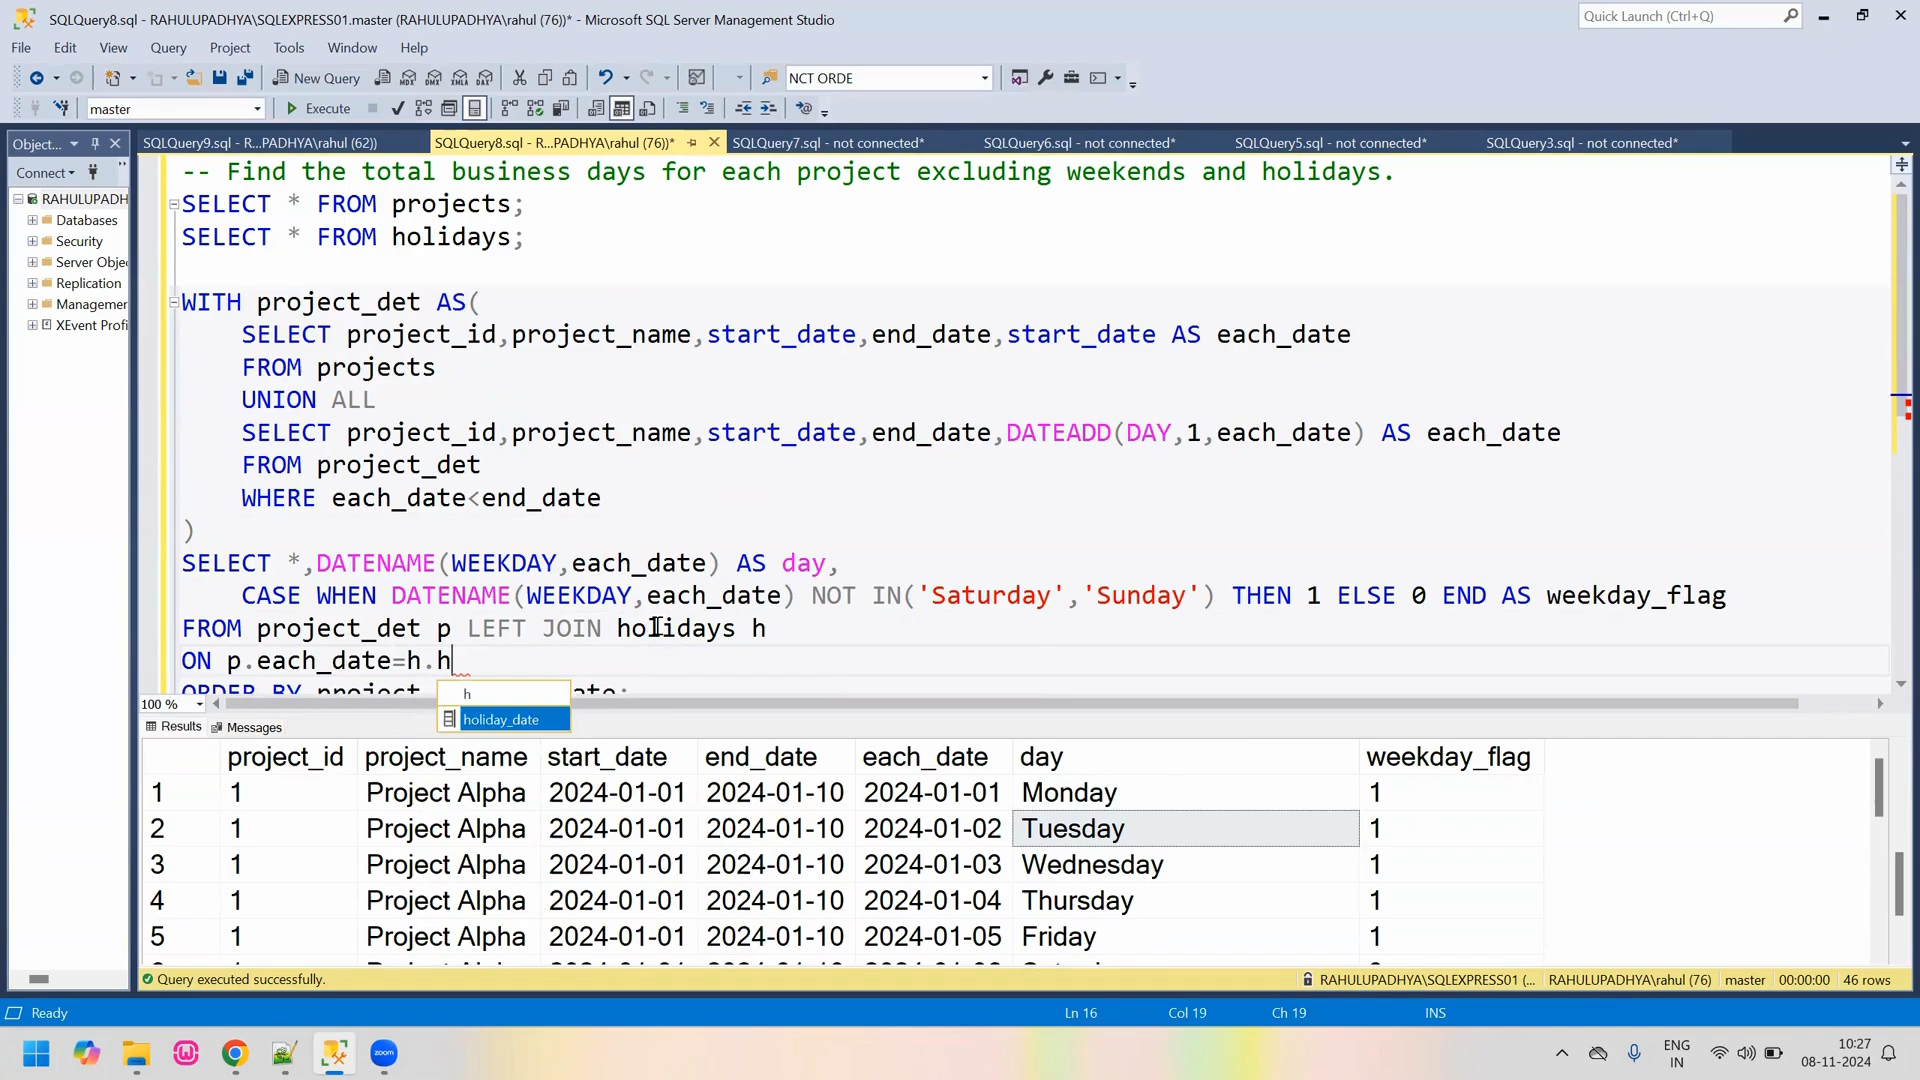 SQLQuery8.sql - RAHULUPADHYA\SQLEXPRESS01.master (RAHULUPADHYA\rahul (76))* - Microsoft SQL Server Management Studio
Quick Launch (Ctrl+Q)
File Edit View Query Project Tools Window Help
New Query
MDX DMX XMLA DAX
NCT ORDE
master
Execute
Object...
SQLQuery9.sql - R...PADHYA\rahul (62))
SQLQuery8.sql - R...PADHYA\rahul (76))*
SQLQuery7.sql - not connected*
SQLQuery6.sql - not connected*
SQLQuery5.sql - not connected*
SQLQuery3.sql - not connected*
Connect
RAHULUPADH
Databases
Security
Server Obje
Replication
Managemer
XEvent Profi
-- Find the total business days for each project excluding weekends and holidays.
SELECT * FROM projects;
SELECT * FROM holidays;
WITH project_det AS(
SELECT project_id,project_name,start_date,end_date,start_date AS each_date
FROM projects
UNION ALL
SELECT project_id,project_name,start_date,end_date,DATEADD(DAY,1,each_date) AS each_date
FROM project_det
WHERE each_date<end_date
)
SELECT *,DATENAME(WEEKDAY,each_date) AS day,
CASE WHEN DATENAME(WEEKDAY,each_date) NOT IN('Saturday','Sunday') THEN 1 ELSE 0 END AS weekday_flag
FROM project_det p LEFT JOIN holidays h
ON p.each_date=h.h
h
holiday_date
100 %
Results Messages
project_id project_name start_date end_date each_date day weekday_flag
1 1 Project Alpha 2024-01-01 2024-01-10 2024-01-01 Monday 1
2 1 Project Alpha 2024-01-01 2024-01-10 2024-01-02 Tuesday 1
3 1 Project Alpha 2024-01-01 2024-01-10 2024-01-03 Wednesday 1
4 1 Project Alpha 2024-01-01 2024-01-10 2024-01-04 Thursday 1
5 1 Project Alpha 2024-01-01 2024-01-10 2024-01-05 Friday 1
Query executed successfully.
RAHULUPADHYA\SQLEXPRESS01 (... RAHULUPADHYA\rahul (76) master 00:00:00 46 rows
Ready
Ln 16 Col 19 Ch 19 INS
zoom
ENG
IN
10:27
08-11-2024